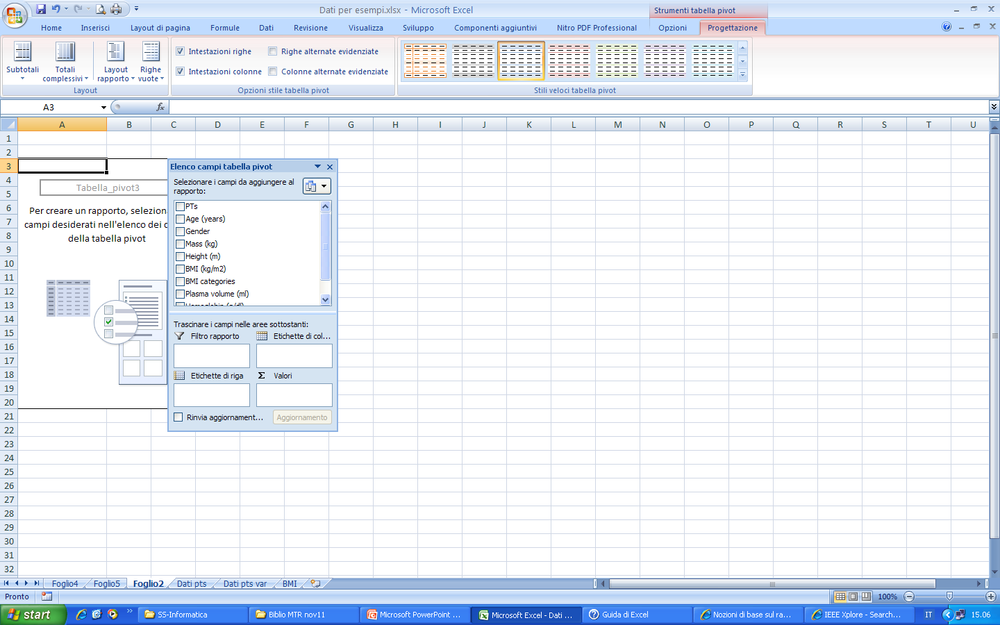 Dati per esempi.xlsx - Microsoft Excel
Strumenti tabella pivot
Home Inserisci Layout di pagina Formule Dati Revisione Visualizza Sviluppo Componenti aggiuntivi Nitro PDF Professional Opzioni Progettazione
Subtotali
Totali complessivi
Layout rapporto
Righe vuote
Layout
Intestazioni righe
Righe alternate evidenziate
Intestazioni colonne
Colonne alternate evidenziate
Opzioni stile tabella pivot
Stili veloci tabella pivot
A3
fx
A B C D E F G H I J K L M N O P Q R S T U
1
2
3
4
5
6
7
8
9
10
11
12
13
14
15
16
17
18
19
20
21
22
23
24
25
26
27
28
29
30
31
32
Tabella_pivot3
Per creare un rapporto, seleziona
campi desiderati nell'elenco dei c
della tabella pivot
Elenco campi tabella pivot
Selezionare i campi da aggiungere al
rapporto:
PTs
Age (years)
Gender
Mass (kg)
Height (m)
BMI (kg/m2)
BMI categories
Plasma volume (ml)
Hemoglobin (g/dl)
Trascinare i campi nelle aree sottostanti:
Filtro rapporto
Etichette di col...
Etichette di riga
Σ Valori
Rinvia aggiornament...
Aggiornamento
Foglio4 Foglio5 Foglio2 Dati pts Dati pts var BMI
Pronto
100%
start
SS-Informatica
Biblio MTR nov11
Microsoft PowerPoint ...
Microsoft Excel - Dati ...
Guida di Excel
Nozioni di base sul ra...
IEEE Xplore - Search...
IT
15.06